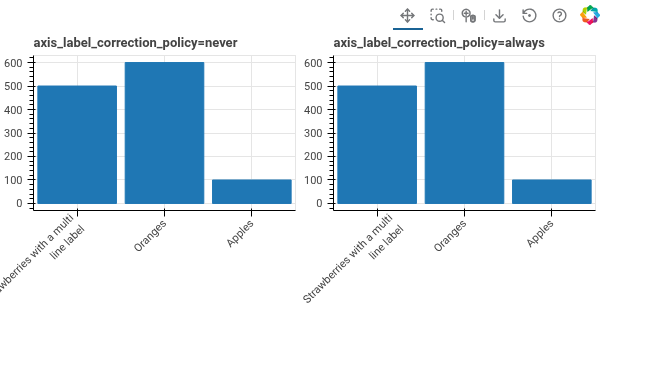 axis_label_correction_policy=never
600
500
400
300
200
100
0
with a multi
line label
Oranges
Apples
axis_label_correction_policy=always
600
500
400
300
200
100
0
Strawberries with a multi
line label
Oranges
Apples